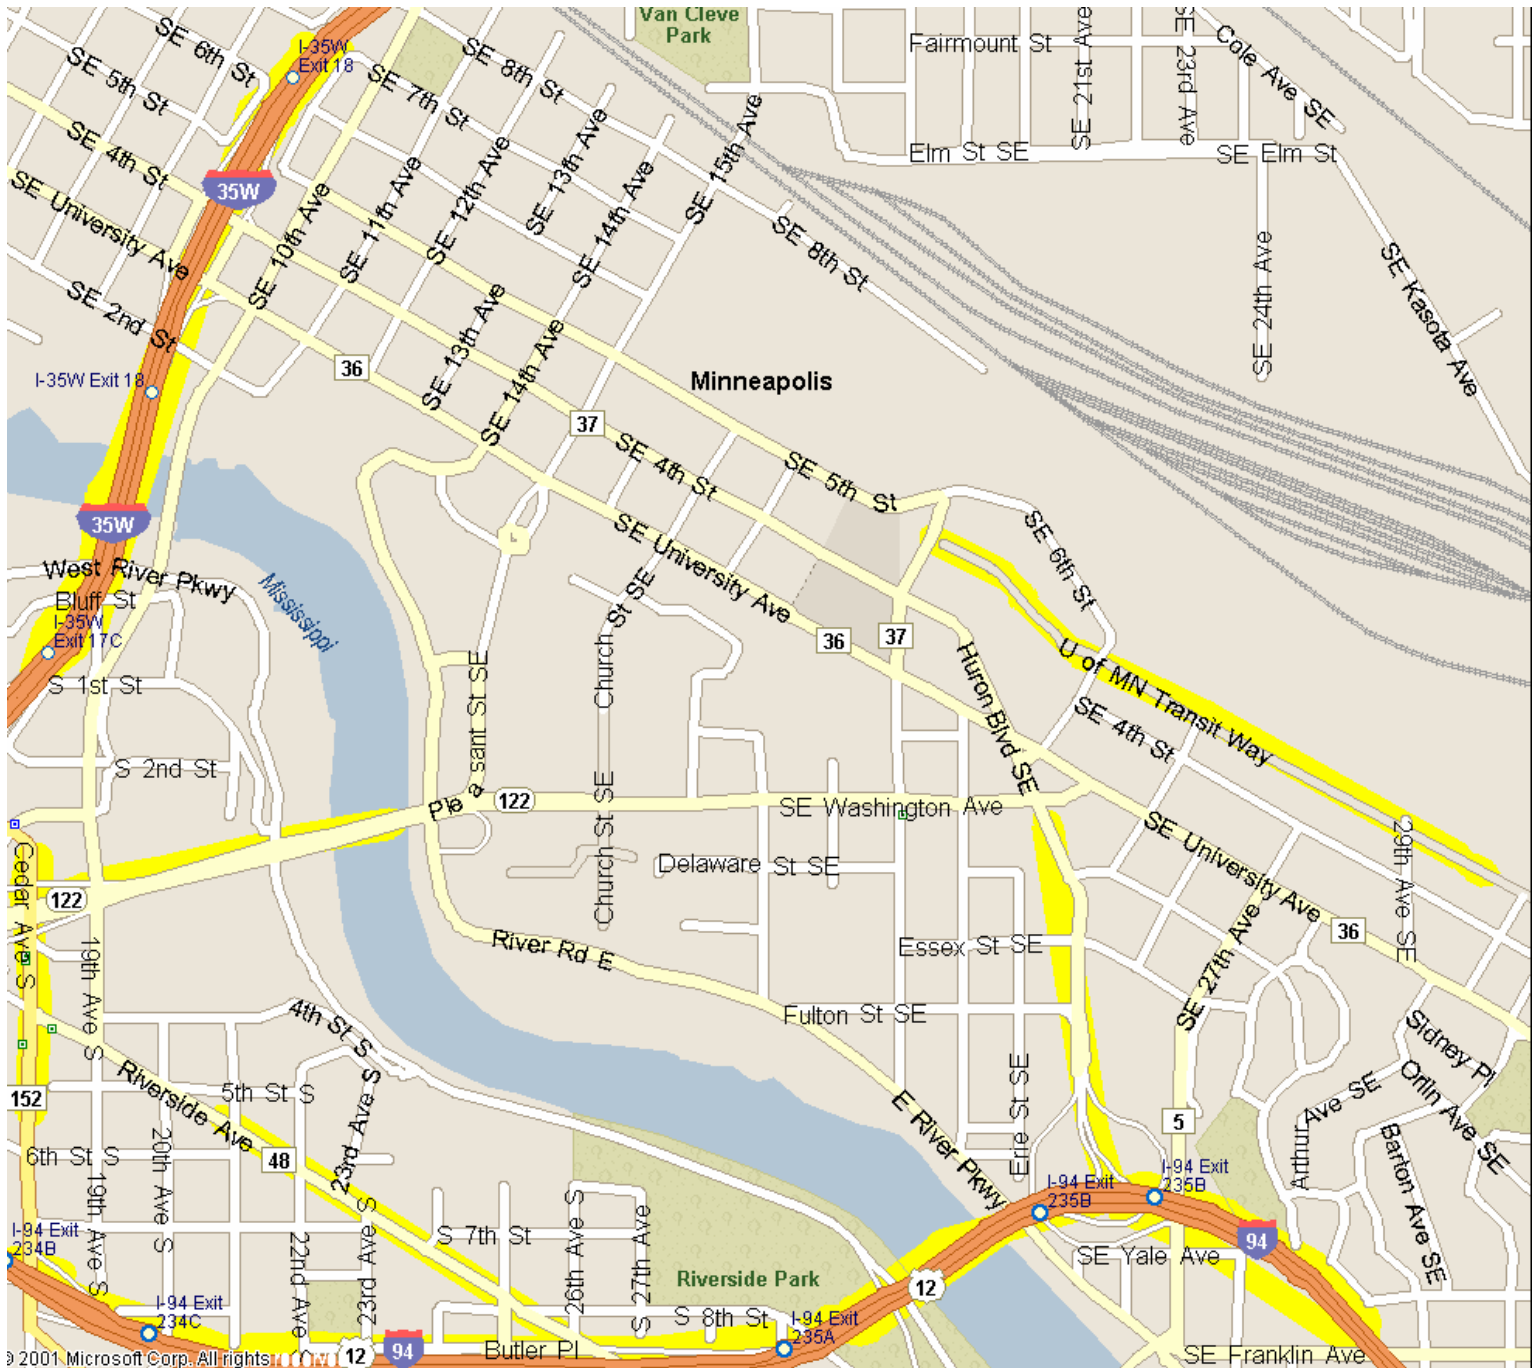 Van Cleve
Park
SE 6th St
I-35W
Exit 18
SE 8th St
Fairmount St
SE 21st Ave
SE 23rd Ave
Cole Ave SE
SE 5th St
SE 7th St
SE 4th St
SE 13th Ave
SE 15th Ave
Elm St SE
SE Elm St
35W
SE 12th Ave
SE 11th Ave
SE 14th Ave
SE University Ave
SE 10th Ave
SE 8th St
SE 24th Ave
SE Kasota Ave
SE 2nd St
SE 13th Ave
SE 14th Ave
36
I-35W Exit 18
Minneapolis
37
SE 4th St
SE 5th St
35W
SE University Ave
SE 6th St
West River Pkwy
Bluff St
I-35W
Exit 17C
Mississippi
Church St SE
36
37
Huron Blvd SE
U of MN Transit Way
S 1st St
Pleasant St SE
SE 4th St
S 2nd St
122
Church St SE
SE Washington Ave
SE University Ave
29th Ave SE
Cedar Ave S
Delaware St SE
122
36
19th Ave S
River Rd E
Essex St SE
SE 27th Ave
4th St S
Fulton St SE
Sidney Pl
152
Riverside Ave
5th St S
23rd Ave S
E River Pkwy
Erie St SE
5
Arthur Ave SE
Orlin Ave SE
Barton Ave SE
6th St S
20th Ave S
48
19th Ave S
I-94 Exit
235B
I-94 Exit
235B
I-94 Exit
234B
22nd Ave S
23rd Ave S
S 7th St
26th Ave S
S 27th Ave
94
SE Yale Ave
Riverside Park
12
I-94 Exit
234C
S 8th St
I-94 Exit
235A
12
94
Butler Pl
SE Franklin Ave
© 2001 Microsoft Corp. All rights